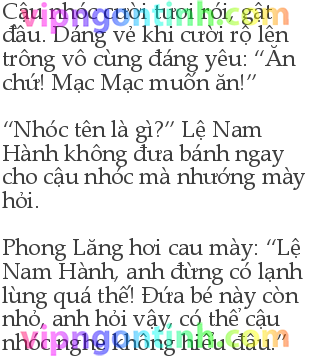 Cậu nhóc cười tươi rói, gật
đầu. Dáng vẻ khi cười rộ lên
trông vô cùng đáng yêu: “Ăn
chứ! Mạc Mạc muốn ăn!”
“Nhóc tên là gì?” Lệ Nam
Hành không đưa bánh ngay
cho cậu nhóc mà nhướng mày
hỏi.
Phong Lăng hơi cau mày: “Lệ
Nam Hành, anh đừng có lạnh
lùng quá thế! Đứa bé này còn
nhỏ, anh hỏi vậy, có thể cậu
nhóc nghe không hiểu đâu.”
vipngontinh.com
vipngontinh.com